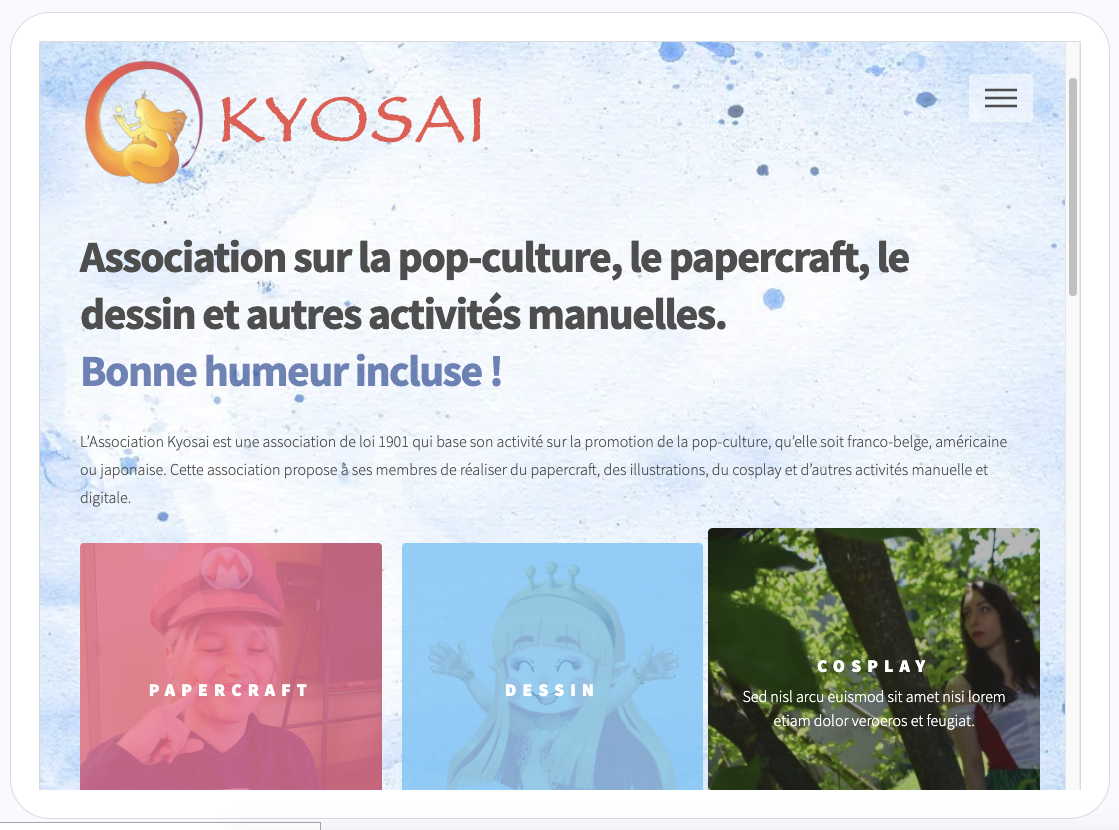 KYOSAI
Association sur la pop-culture, le papercraft, le
dessin et autres activités manuelles.
Bonne humeur incluse !
L’Association Kyosai est une association de loi 1901 qui base son activité sur la promotion de la pop-culture, qu’elle soit franco-belge, américaine
ou japonaise. Cette association propose à ses membres de réaliser du papercraft, des illustrations, du cosplay et d’autres activités manuelle et
digitale.
M
PAPERCRAFT
DESSIN
COSPLAY
Sed nisl arcu euismod sit amet nisi lorem
etiam dolor veroeros et feugiat.